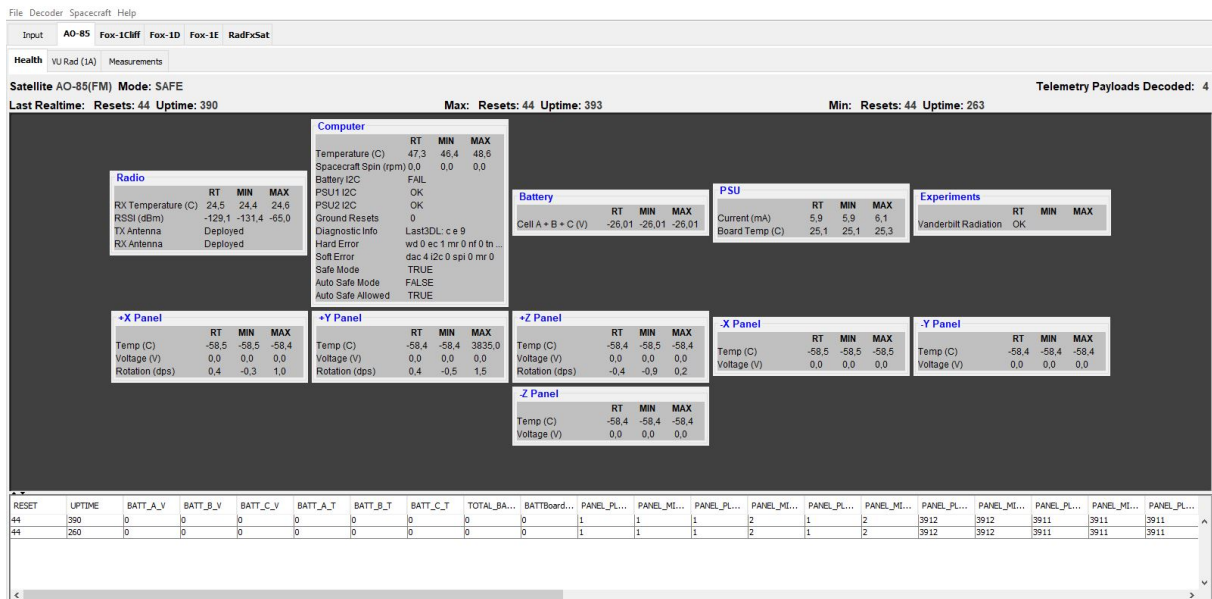 File Decoder Spacecraft Help
Input AO-85 Fox-1Cliff Fox-1D Fox-1E RadFxSat
Health VU Rad (1A) Measurements
Satellite AO-85(FM) Mode: SAFE Telemetry Payloads Decoded: 4
Last Realtime: Resets: 44 Uptime: 390 Max: Resets: 44 Uptime: 393 Min: Resets: 44 Uptime: 263
Computer
RT MIN MAX
Temperature (C) 47,3 46,4 48,6
Spacecraft Spin (rpm) 0,0 0,0 0,0
Battery I2C FAIL
PSU1 I2C OK
PSU2 I2C OK
Ground Resets 0
Diagnostic Info Last3DL: c e 9
Hard Error wd 0 ec 1 mr 0 nf 0 tn ...
Soft Error dac 4 i2c 0 spi 0 mr 0
Safe Mode TRUE
Auto Safe Mode FALSE
Auto Safe Allowed TRUE
Radio
RT MIN MAX
RX Temperature (C) 24,5 24,4 24,6
RSSI (dBm) -129,1 -131,4 -65,0
TX Antenna Deployed
RX Antenna Deployed
Battery
RT MIN MAX
Cell A + B + C (V) -26,01 -26,01 -26,01
PSU
RT MIN MAX
Current (mA) 5,9 5,9 6,1
Board Temp (C) 25,1 25,1 25,3
Experiments
RT MIN MAX
Vanderbilt Radiation OK
+X Panel
RT MIN MAX
Temp (C) -58,5 -58,5 -58,4
Voltage (V) 0,0 0,0 0,0
Rotation (dps) 0,4 -0,3 1,0
+Y Panel
RT MIN MAX
Temp (C) -58,4 -58,4 3835,0
Voltage (V) 0,0 0,0 0,0
Rotation (dps) 0,4 -0,5 1,5
+Z Panel
RT MIN MAX
Temp (C) -58,4 -58,5 -58,4
Voltage (V) 0,0 0,0 0,0
Rotation (dps) -0,4 -0,9 0,2
-X Panel
RT MIN MAX
Temp (C) -58,5 -58,5 -58,5
Voltage (V) 0,0 0,0 0,0
-Y Panel
RT MIN MAX
Temp (C) -58,4 -58,4 -58,4
Voltage (V) 0,0 0,0 0,0
-Z Panel
RT MIN MAX
Temp (C) -58,4 -58,4 -58,4
Voltage (V) 0,0 0,0 0,0
RESET UPTIME BATT_A_V BATT_B_V BATT_C_V BATT_A_T BATT_B_T BATT_C_T TOTAL_BA... BATTBoard... PANEL_PL... PANEL_MI... PANEL_PL... PANEL_MI... PANEL_PL... PANEL_MI... PANEL_PL... PANEL_MI... PANEL_PL... PANEL_MI... PANEL_PL...
44 390 0 0 0 0 0 0 0 0 1 1 1 2 1 2 3912 3912 3911 3911 3911
44 260 0 0 0 0 0 0 0 0 1 1 1 2 1 2 3912 3912 3911 3911 3911